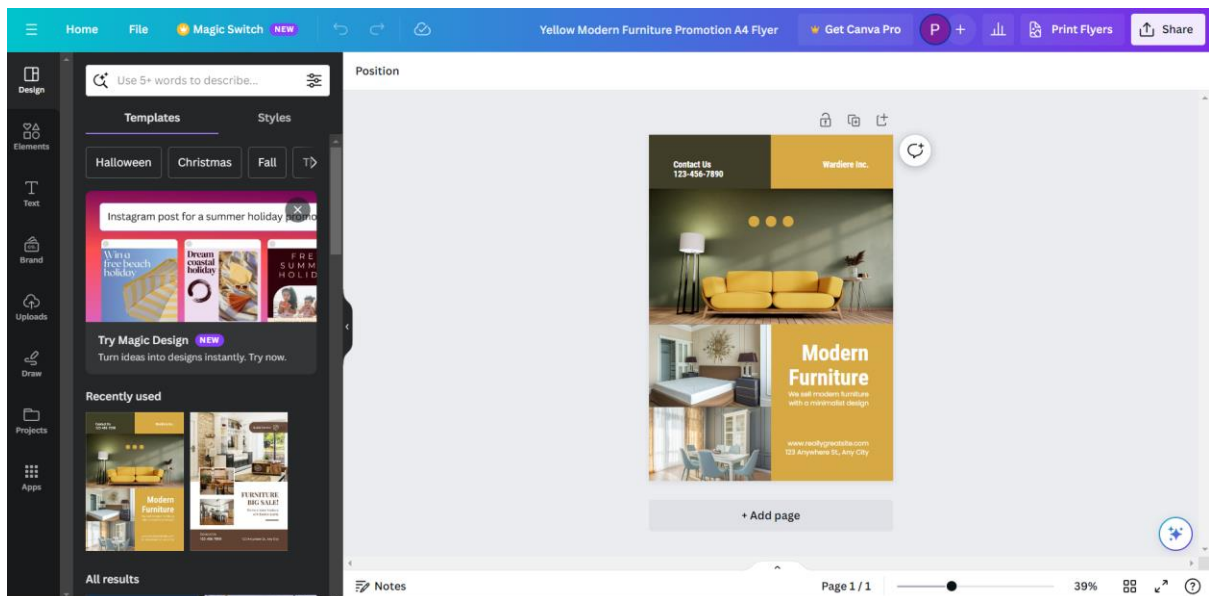 Home File Magic Switch NEW Yellow Modern Furniture Promotion A4 Flyer Get Canva Pro P + Print Flyers Share
Design
Elements
Text
Brand
Uploads
Draw
Projects
Apps
Use 5+ words to describe...
Templates Styles
Halloween Christmas Fall T
Instagram post for a summer holiday promo
Win a
free beach
holiday
Dream
coastal
holiday
FRE
SUMM
HOLID
Try Magic Design NEW
Turn ideas into designs instantly. Try now.
Recently used
Modern
Furniture
FURNITURE
BIG SALE!
All results
Position
Contact Us
123-456-7890
Wardiere Inc.
Modern
Furniture
We sell modern furniture
with a minimalist design
www.reallygreatsite.com
123 Anywhere St., Any City
+ Add page
Notes Page 1 / 1 39% ?